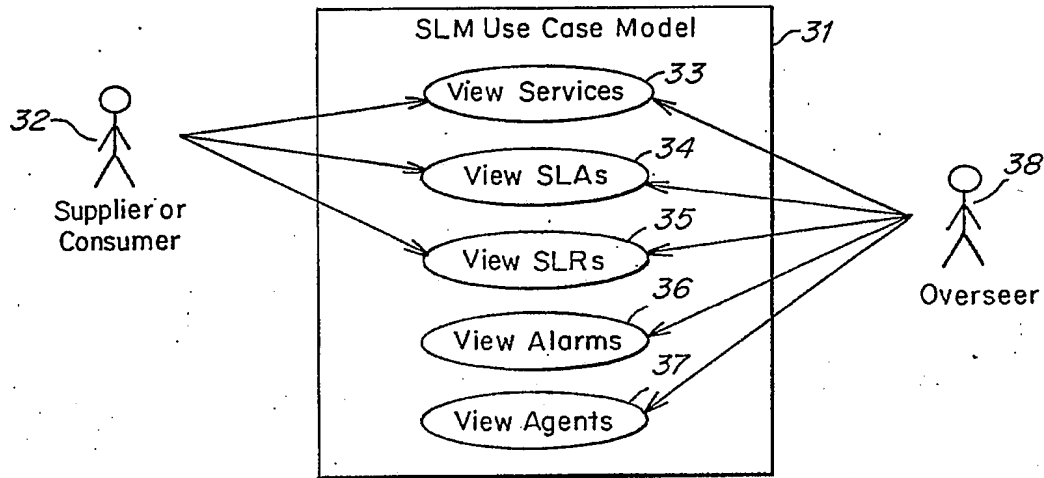 SLM Use Case Model
31
33
View Services
32
34
View SLAs
38
Supplier or
Consumer
35
View SLRs
Overseer
36
View Alarms
37
View Agents